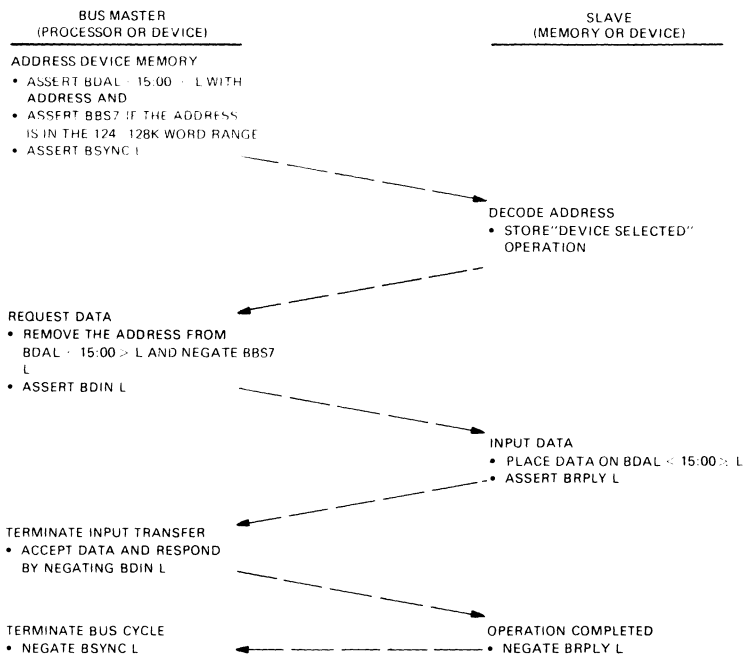 BUS MASTER
(PROCESSOR OR DEVICE)
SLAVE
(MEMORY OR DEVICE)
ADDRESS DEVICE MEMORY
• ASSERT BDAL 15:00 L WITH
ADDRESS AND
• ASSERT BBS7 IF THE ADDRESS
IS IN THE 124 128K WORD RANGE
• ASSERT BSYNC L
DECODE ADDRESS
• STORE "DEVICE SELECTED"
OPERATION
REQUEST DATA
• REMOVE THE ADDRESS FROM
BDAL < 15:00 > L AND NEGATE BBS7
L
• ASSERT BDIN L
INPUT DATA
• PLACE DATA ON BDAL < 15:00 > L
• ASSERT BRPLY L
TERMINATE INPUT TRANSFER
• ACCEPT DATA AND RESPOND
BY NEGATING BDIN L
OPERATION COMPLETED
• NEGATE BRPLY L
TERMINATE BUS CYCLE
• NEGATE BSYNC L